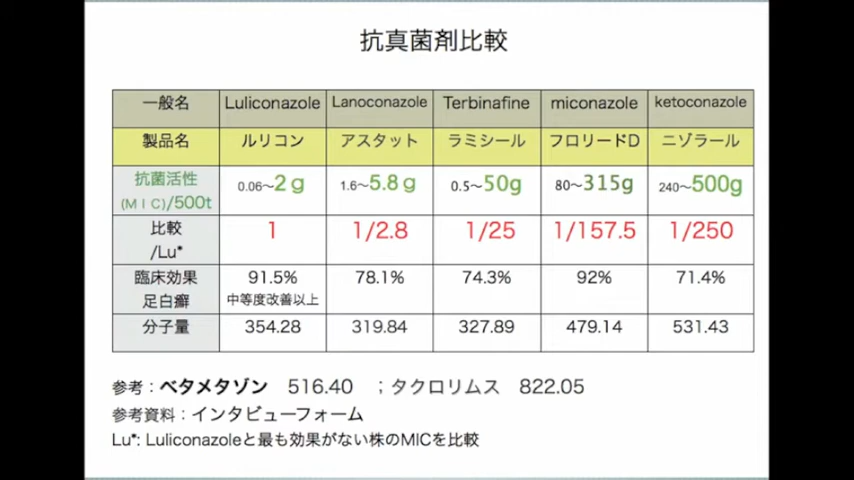 抗真菌剤比較
一般名 Luliconazole Lanoconazole Terbinafine miconazole ketoconazole
製品名 ルリコン アスタット ラミシール フロリードD ニゾラール
抗菌活性 (MIC)/500t 0.06〜2g 1.6〜5.8g 0.5〜50g 80〜315g 240〜500g
比較 /Lu* 1 1/2.8 1/25 1/157.5 1/250
臨床効果 足白癬 91.5% 中等度改善以上 78.1% 74.3% 92% 71.4%
分子量 354.28 319.84 327.89 479.14 531.43
参考：ベタメタゾン 516.40 ；タクロリムス 822.05
参考資料：インタビューフォーム
Lu*: Luliconazoleと最も効果がない株のMICを比較